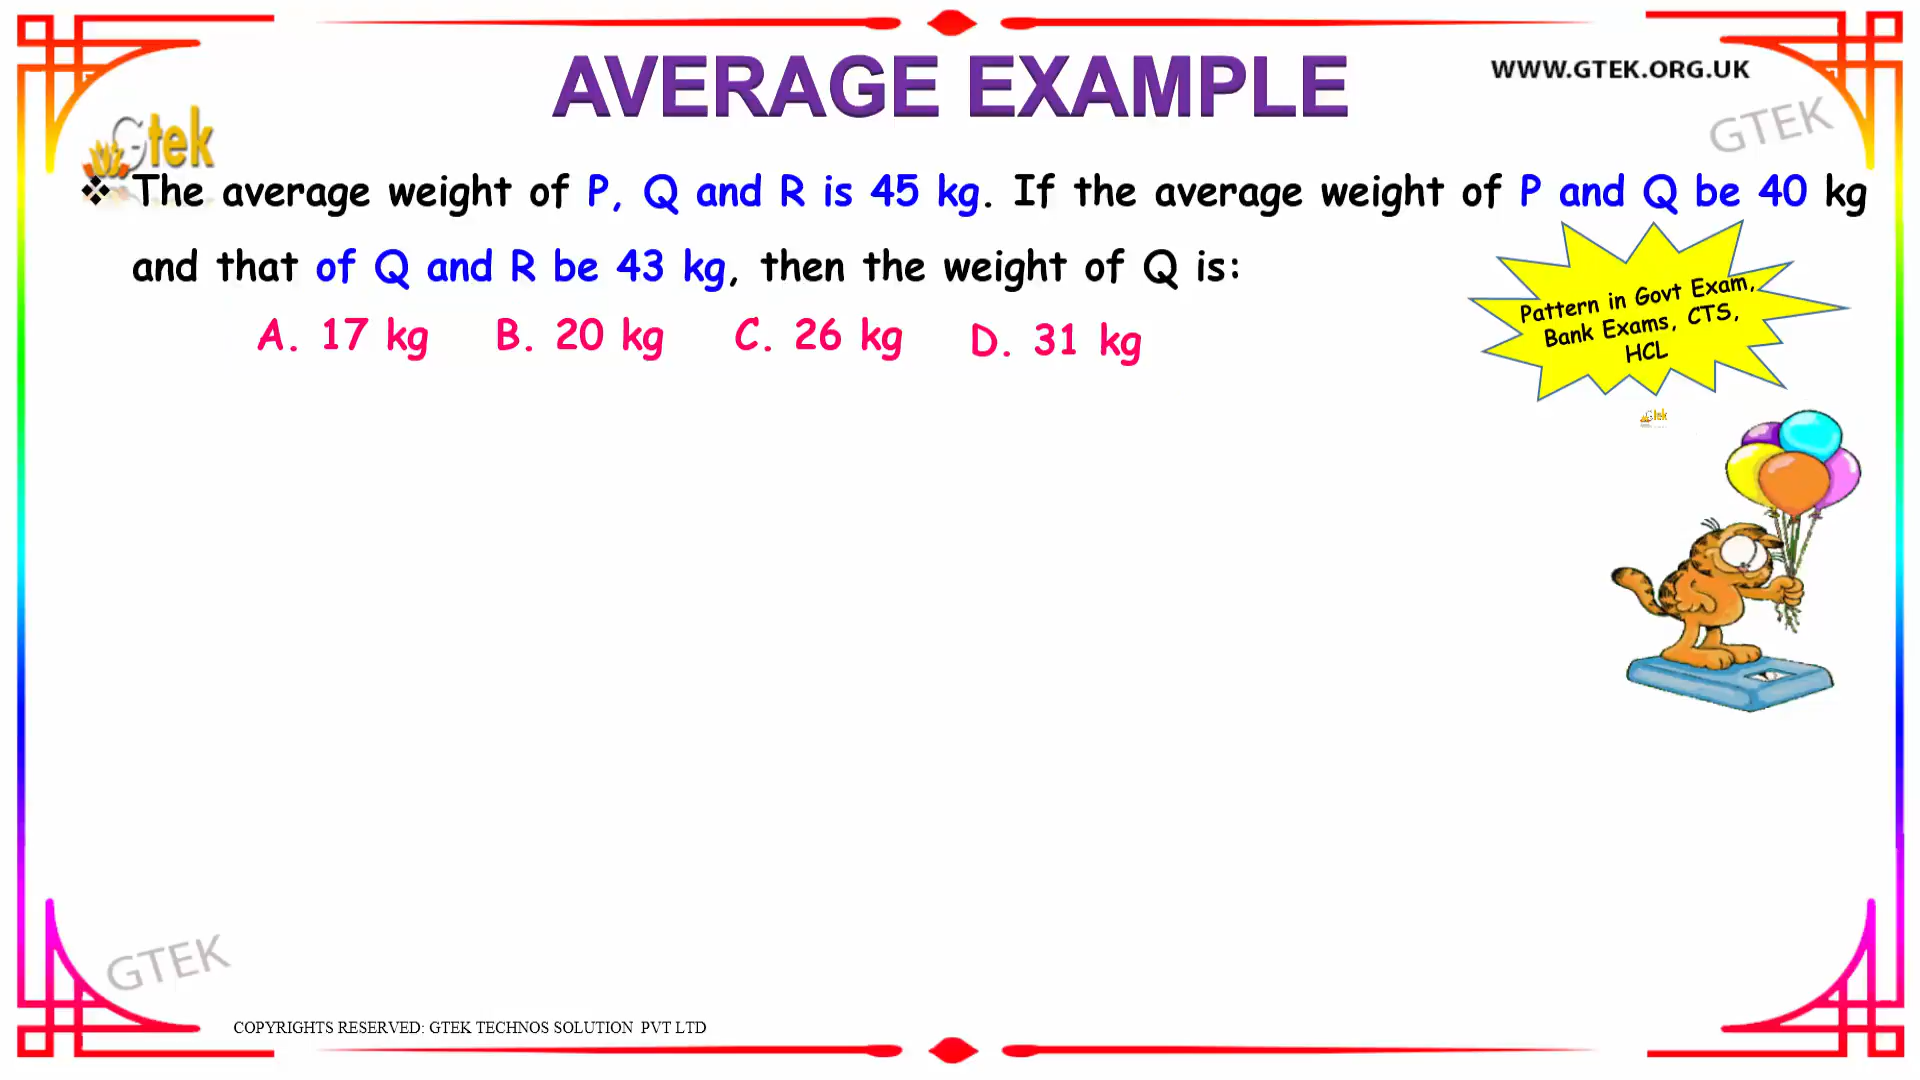 AVERAGE EXAMPLE
WWW.GTEK.ORG.UK
GTEK
Gtek
❖ The average weight of P, Q and R is 45 kg. If the average weight of P and Q be 40 kg
and that of Q and R be 43 kg, then the weight of Q is:
A. 17 kg B. 20 kg C. 26 kg D. 31 kg
Pattern in Govt Exam,
Bank Exams, CTS,
HCL
Gtek
GTEK
COPYRIGHTS RESERVED: GTEK TECHNOS SOLUTION PVT LTD